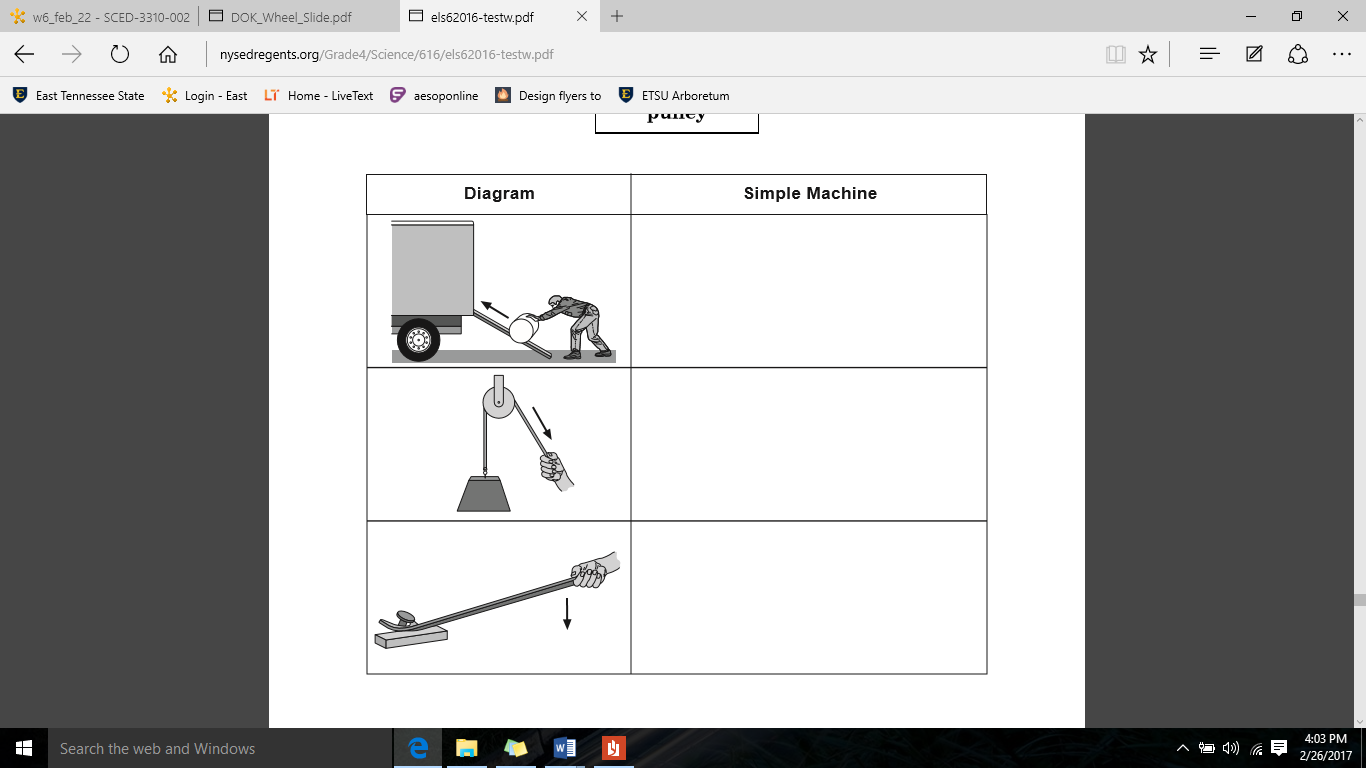 w6_feb_22 - SCED-3310-002
DOK_Wheel_Slide.pdf
els62016-testw.pdf
nysedregents.org/Grade4/Science/616/els62016-testw.pdf
East Tennessee State
Login - East
LT Home - LiveText
aesoponline
Design flyers to
E ETSU Arboretum
pulley
Diagram Simple Machine
Search the web and Windows
4:03 PM
2/26/2017